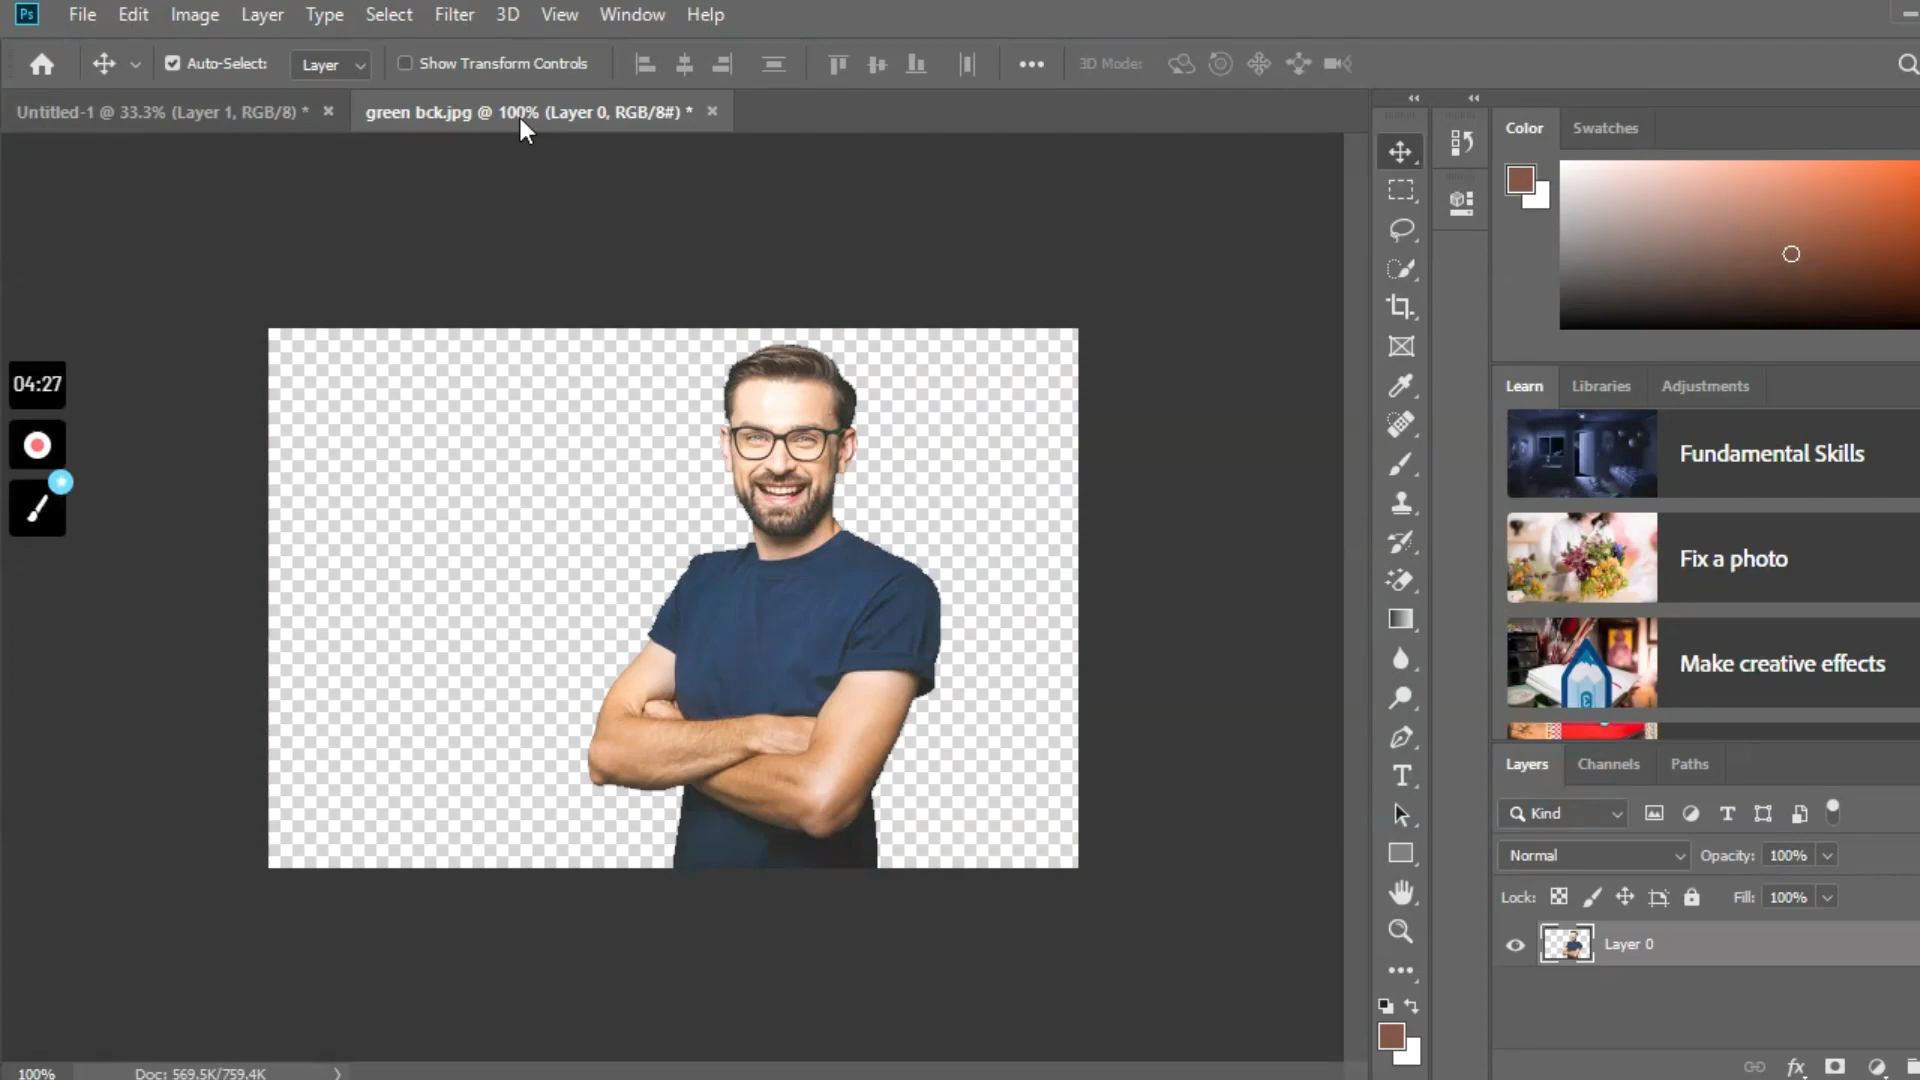 Ps File Edit Image Layer Type Select Filter 3D View Window Help
Auto-Select: Layer Show Transform Controls 3D Mode:
Untitled-1 @ 33.3% (Layer 1, RGB/8) * × green bck.jpg @ 100% (Layer 0, RGB/8#) * ×
Color Swatches
04:27
Learn Libraries Adjustments
Fundamental Skills
Fix a photo
Make creative effects
Layers Channels Paths
Kind
Normal Opacity: 100%
Lock: Fill: 100%
Layer 0
100% Doc: 569.5K/759.4K
fx